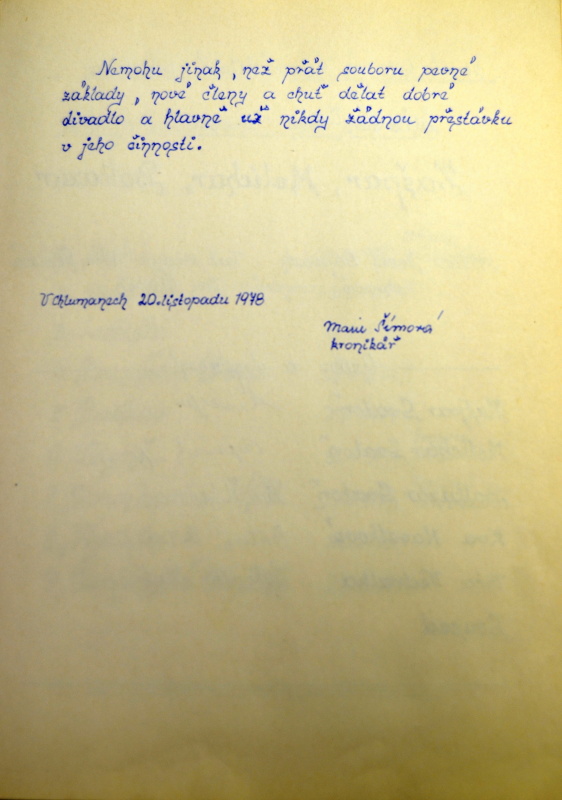 Nemohu jinak, než přát souboru pevné
základy, nové členy a chuť dělat dobré
divadlo a hlavně už nikdy žádnou přestávku
v jeho činnosti.
V Chlumanech 20. listopadu 1978
Marie Šímová
kronikář